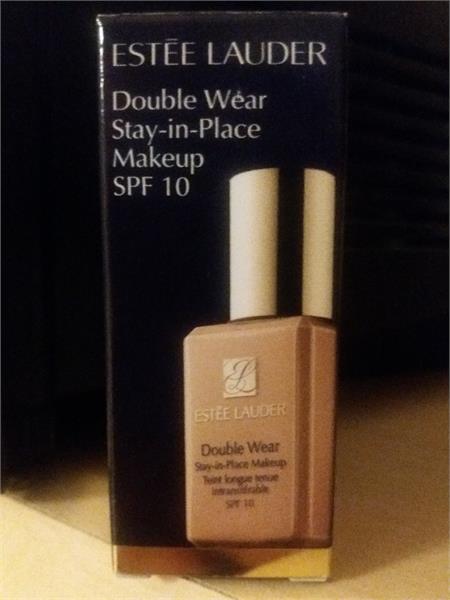 ESTĒE LAUDER
Double Wear
Stay-in-Place
Makeup
SPF 10
ESTĒE LAUDER
Double Wear
Stay-in-Place Makeup
Teint longue tenue
intransférable
SPF 10